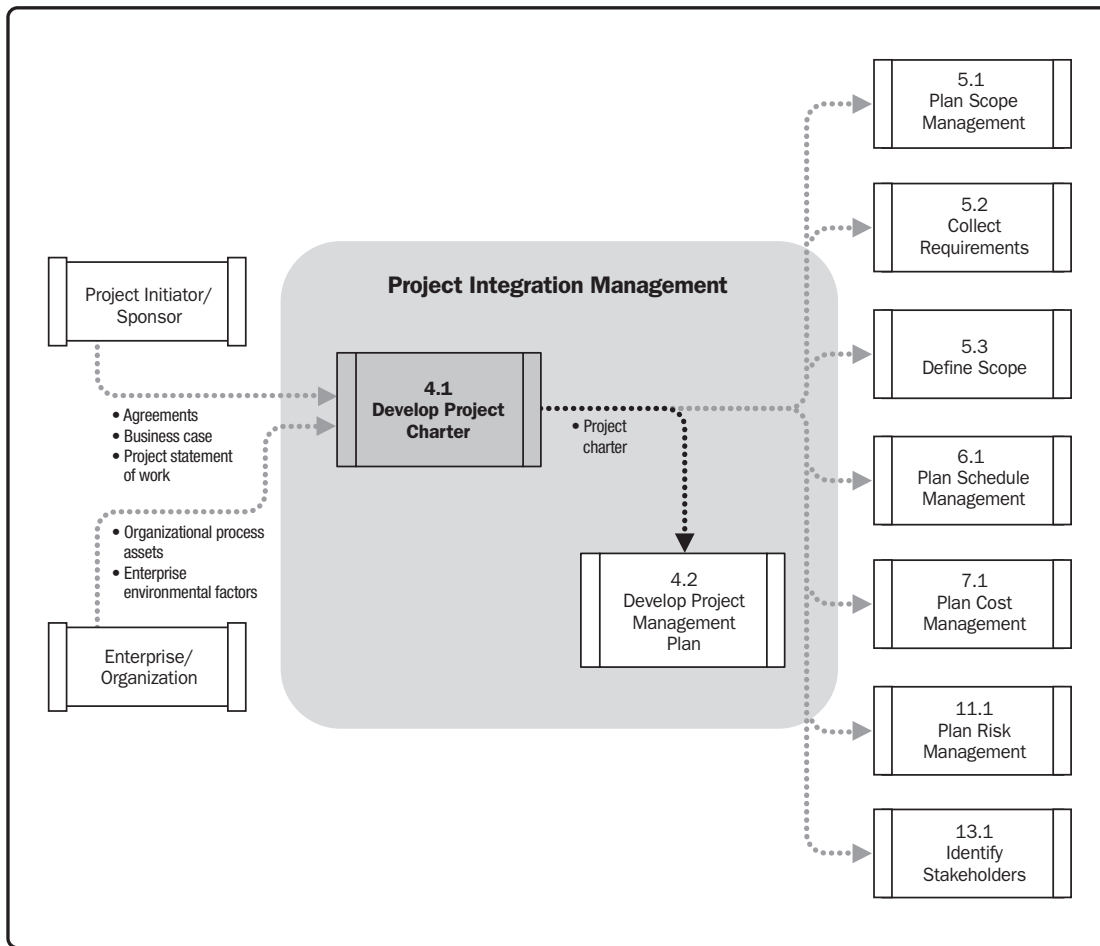 5.1
Plan Scope
Management
5.2
Collect
Requirements
Project Integration Management
Project Initiator/
Sponsor
5.3
Define Scope
4.1
Develop Project
Charter
• Agreements
• Business case
• Project statement
of work
• Project
charter
6.1
Plan Schedule
Management
• Organizational process
assets
• Enterprise
environmental factors
4.2
Develop Project
Management
Plan
7.1
Plan Cost
Management
Enterprise/
Organization
11.1
Plan Risk
Management
13.1
Identify
Stakeholders